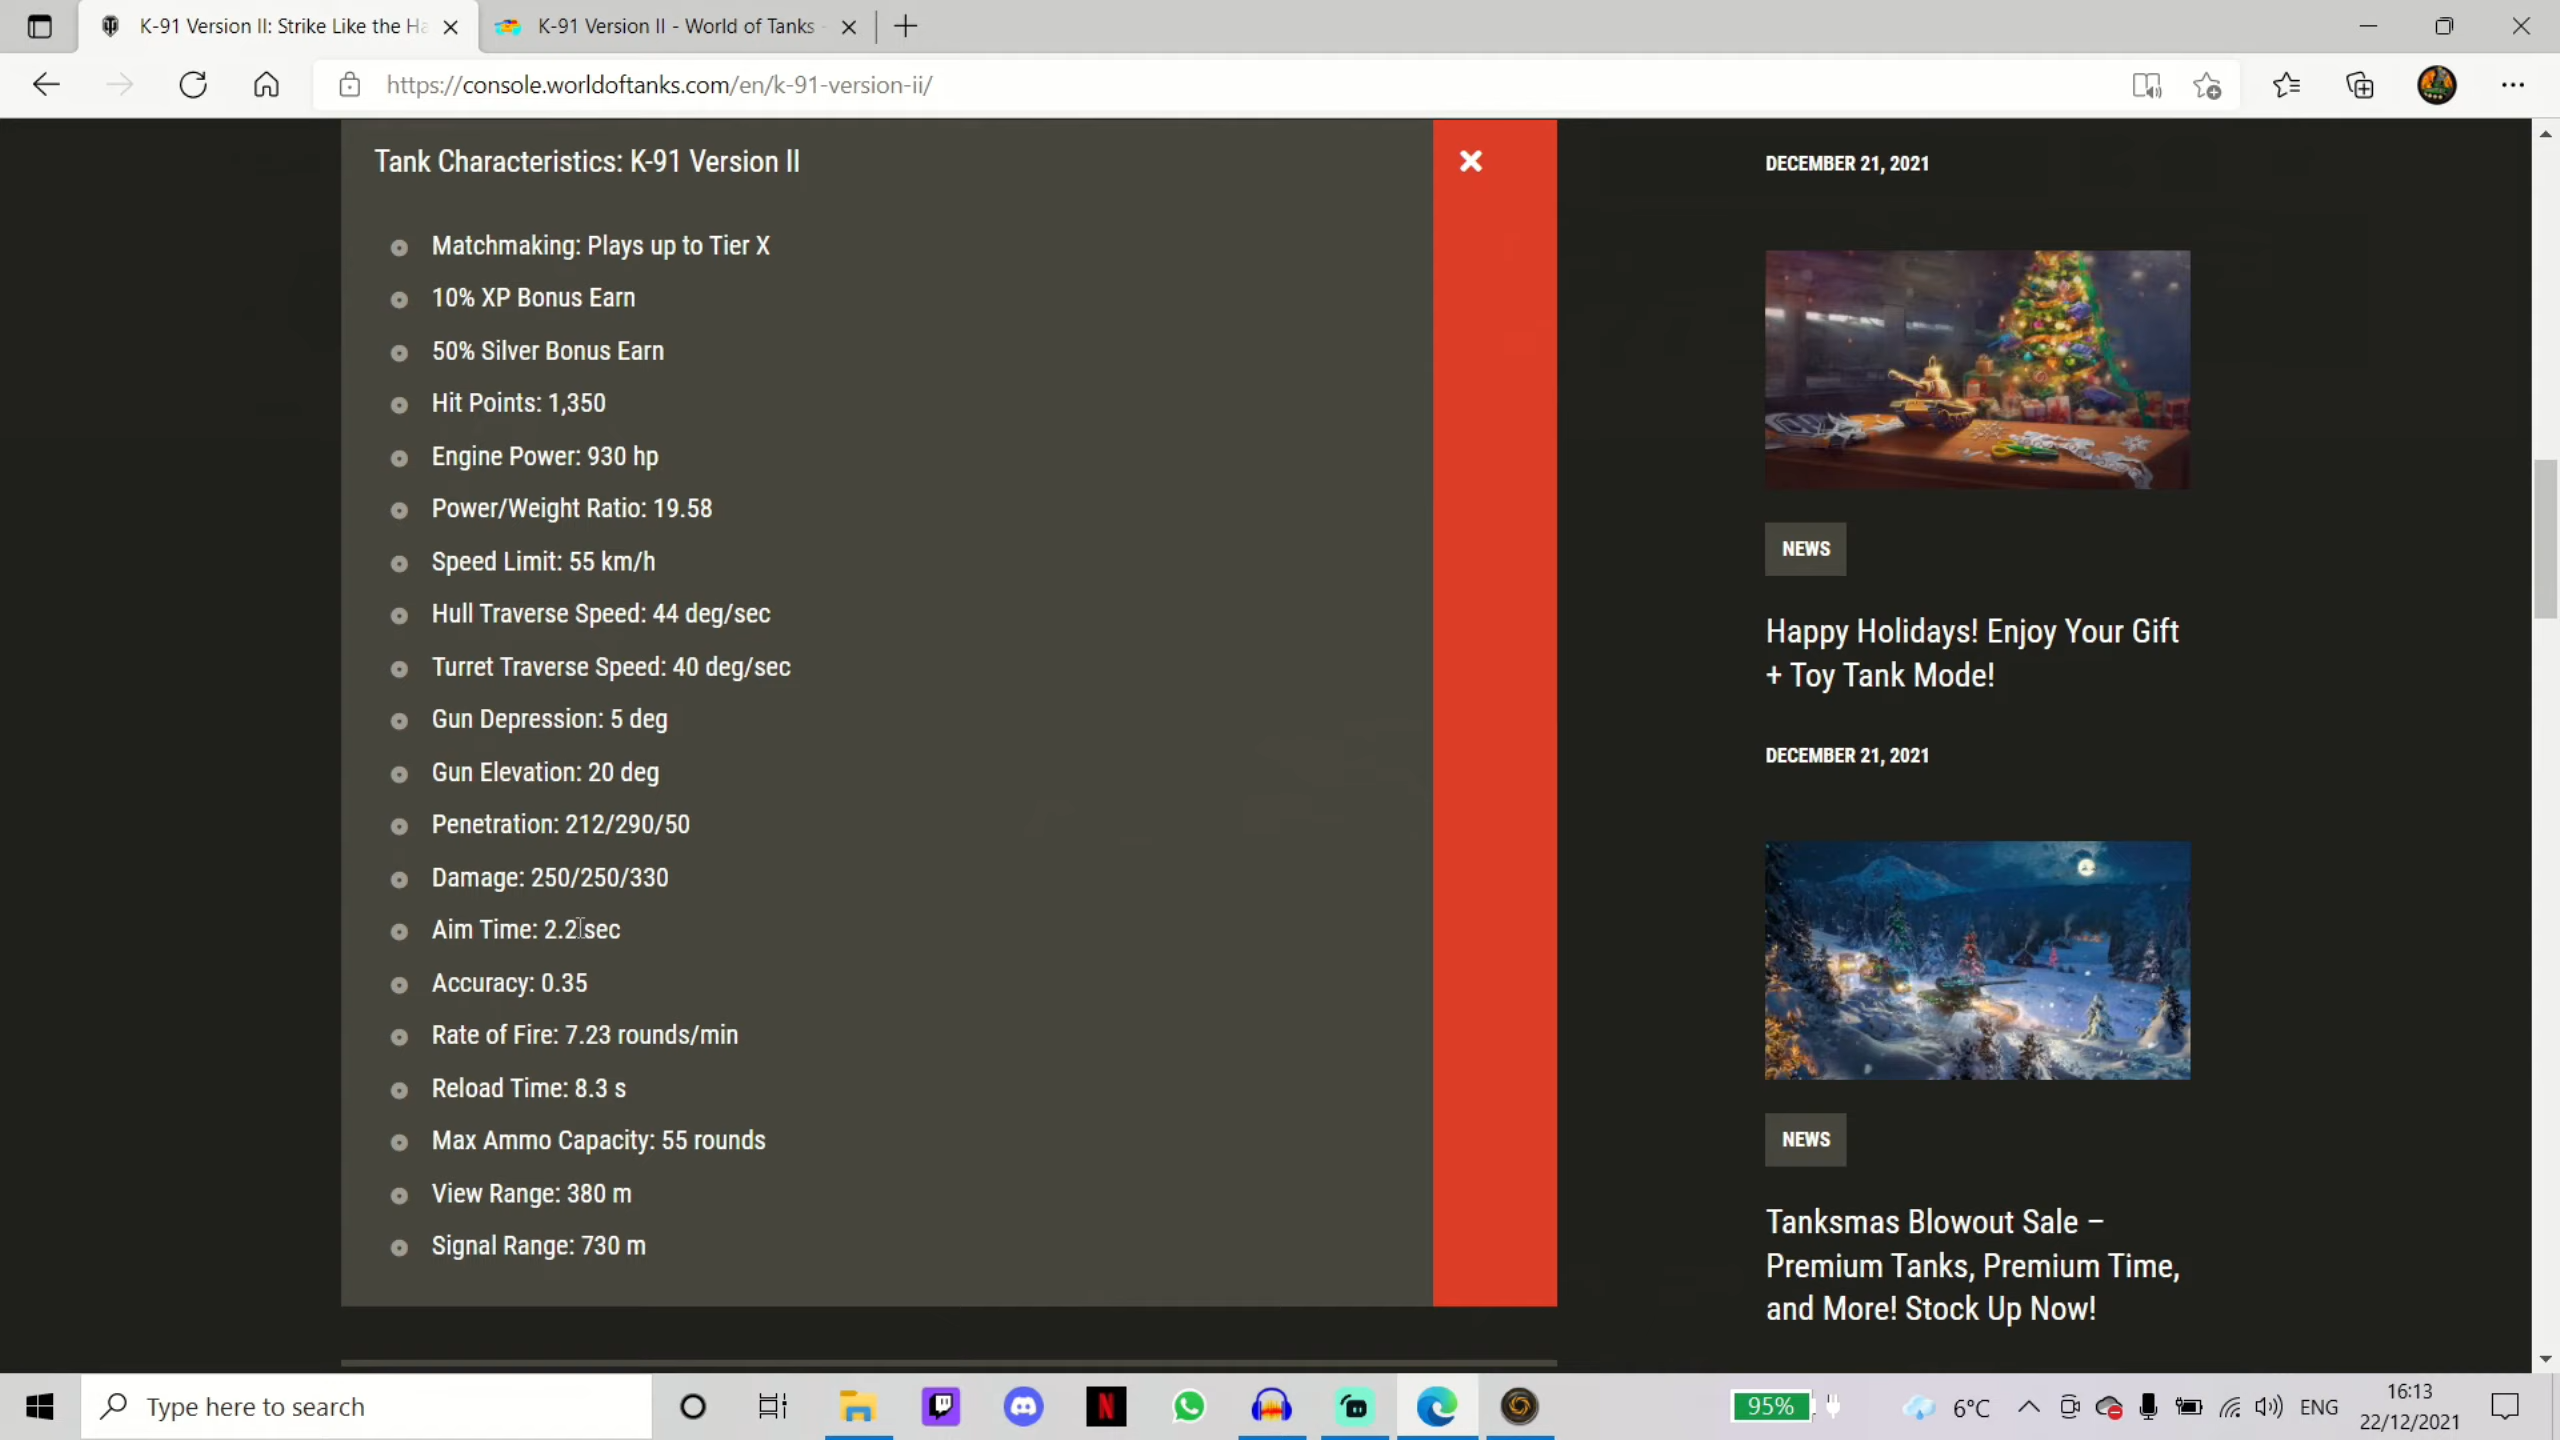 K-91 Version II: Strike Like the Ha
K-91 Version II - World of Tanks -
https://console.worldoftanks.com/en/k-91-version-ii/
Tank Characteristics: K-91 Version II
Matchmaking: Plays up to Tier X
10% XP Bonus Earn
50% Silver Bonus Earn
Hit Points: 1,350
Engine Power: 930 hp
Power/Weight Ratio: 19.58
Speed Limit: 55 km/h
Hull Traverse Speed: 44 deg/sec
Turret Traverse Speed: 40 deg/sec
Gun Depression: 5 deg
Gun Elevation: 20 deg
Penetration: 212/290/50
Damage: 250/250/330
Aim Time: 2.2 sec
Accuracy: 0.35
Rate of Fire: 7.23 rounds/min
Reload Time: 8.3 s
Max Ammo Capacity: 55 rounds
View Range: 380 m
Signal Range: 730 m
DECEMBER 21, 2021
NEWS
Happy Holidays! Enjoy Your Gift
+ Toy Tank Mode!
DECEMBER 21, 2021
NEWS
Tanksmas Blowout Sale –
Premium Tanks, Premium Time,
and More! Stock Up Now!
Type here to search
N
95%
6°C
ENG
16:13
22/12/2021